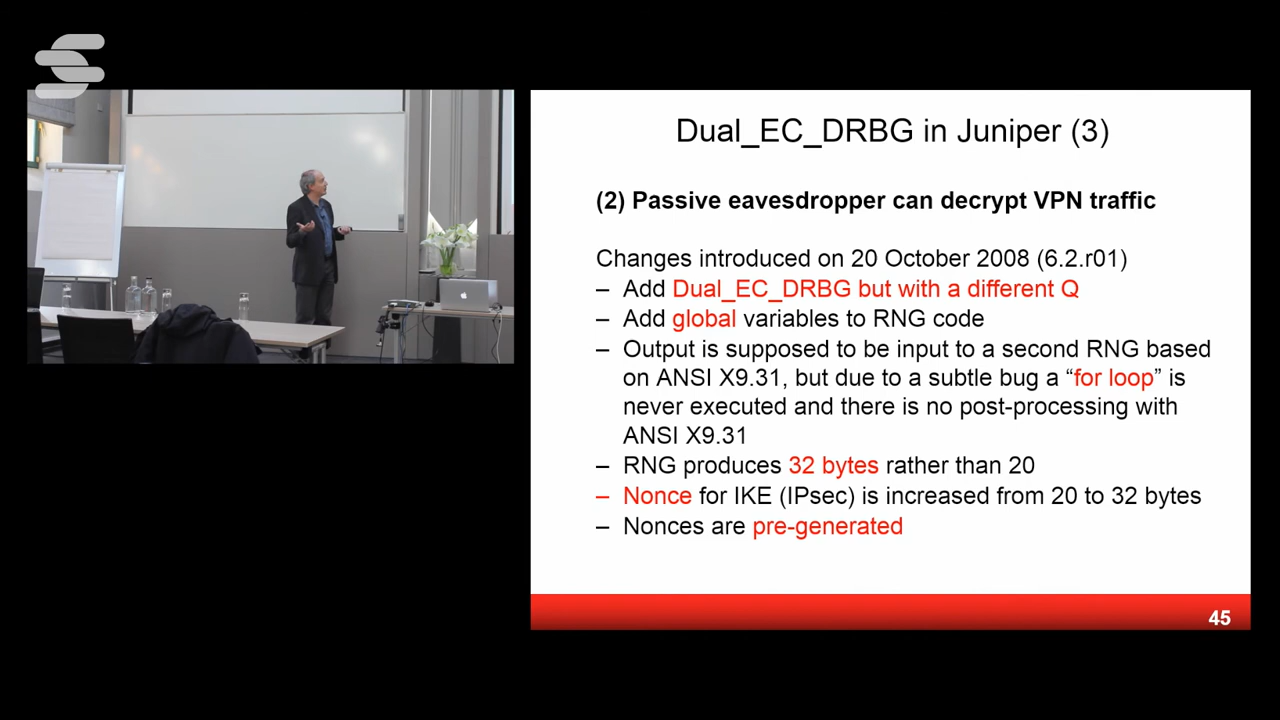 Dual_EC_DRBG in Juniper (3)
(2) Passive eavesdropper can decrypt VPN traffic
Changes introduced on 20 October 2008 (6.2.r01)
– Add Dual_EC_DRBG but with a different Q
– Add global variables to RNG code
– Output is supposed to be input to a second RNG based
on ANSI X9.31, but due to a subtle bug a “for loop” is
never executed and there is no post-processing with
ANSI X9.31
– RNG produces 32 bytes rather than 20
– Nonce for IKE (IPsec) is increased from 20 to 32 bytes
– Nonces are pre-generated
45